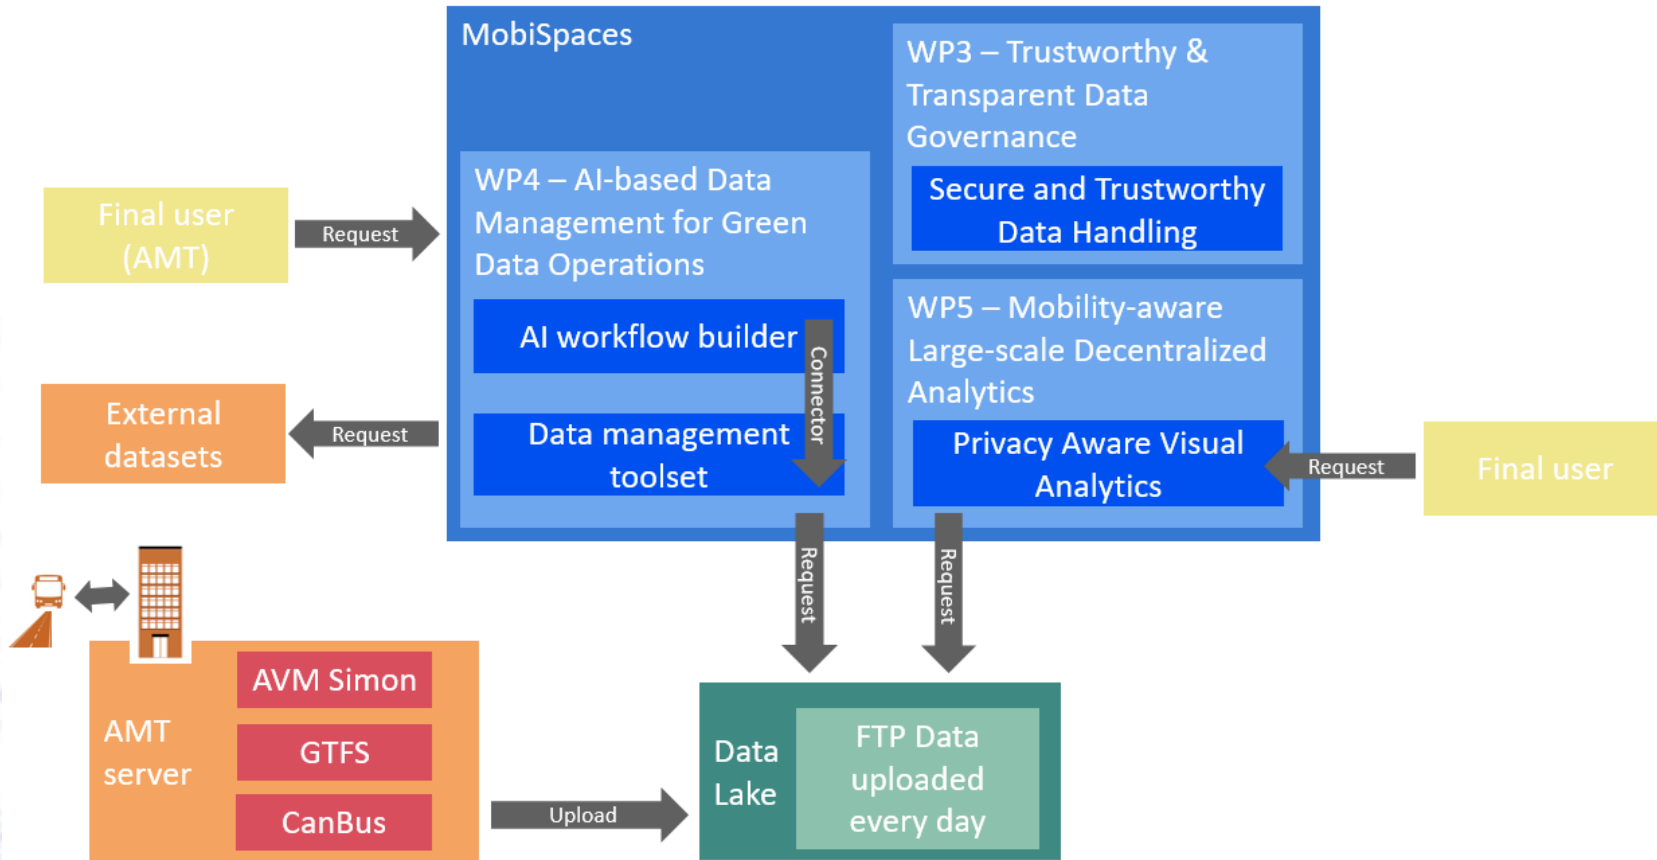 MobiSpaces
WP3 – Trustworthy &
Transparent Data
Governance
Secure and Trustworthy
Data Handling
WP4 – AI-based Data
Management for Green
Data Operations
AI workflow builder
Connector
Data management
toolset
WP5 – Mobility-aware
Large-scale Decentralized
Analytics
Privacy Aware Visual
Analytics
Final user
(AMT)
Request
External
datasets
Request
Request
Final user
Request
Request
AMT
server
AVM Simon
GTFS
CanBus
Upload
Data
Lake
FTP Data
uploaded
every day